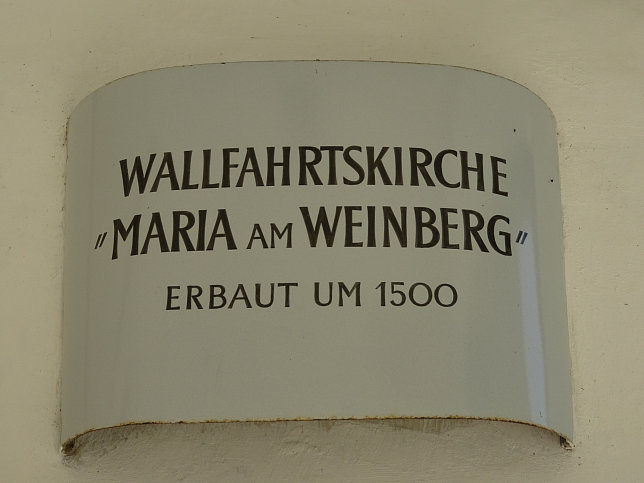 WALLFAHRTSKIRCHE
„MARIA AM WEINBERG"
ERBAUT UM 1500